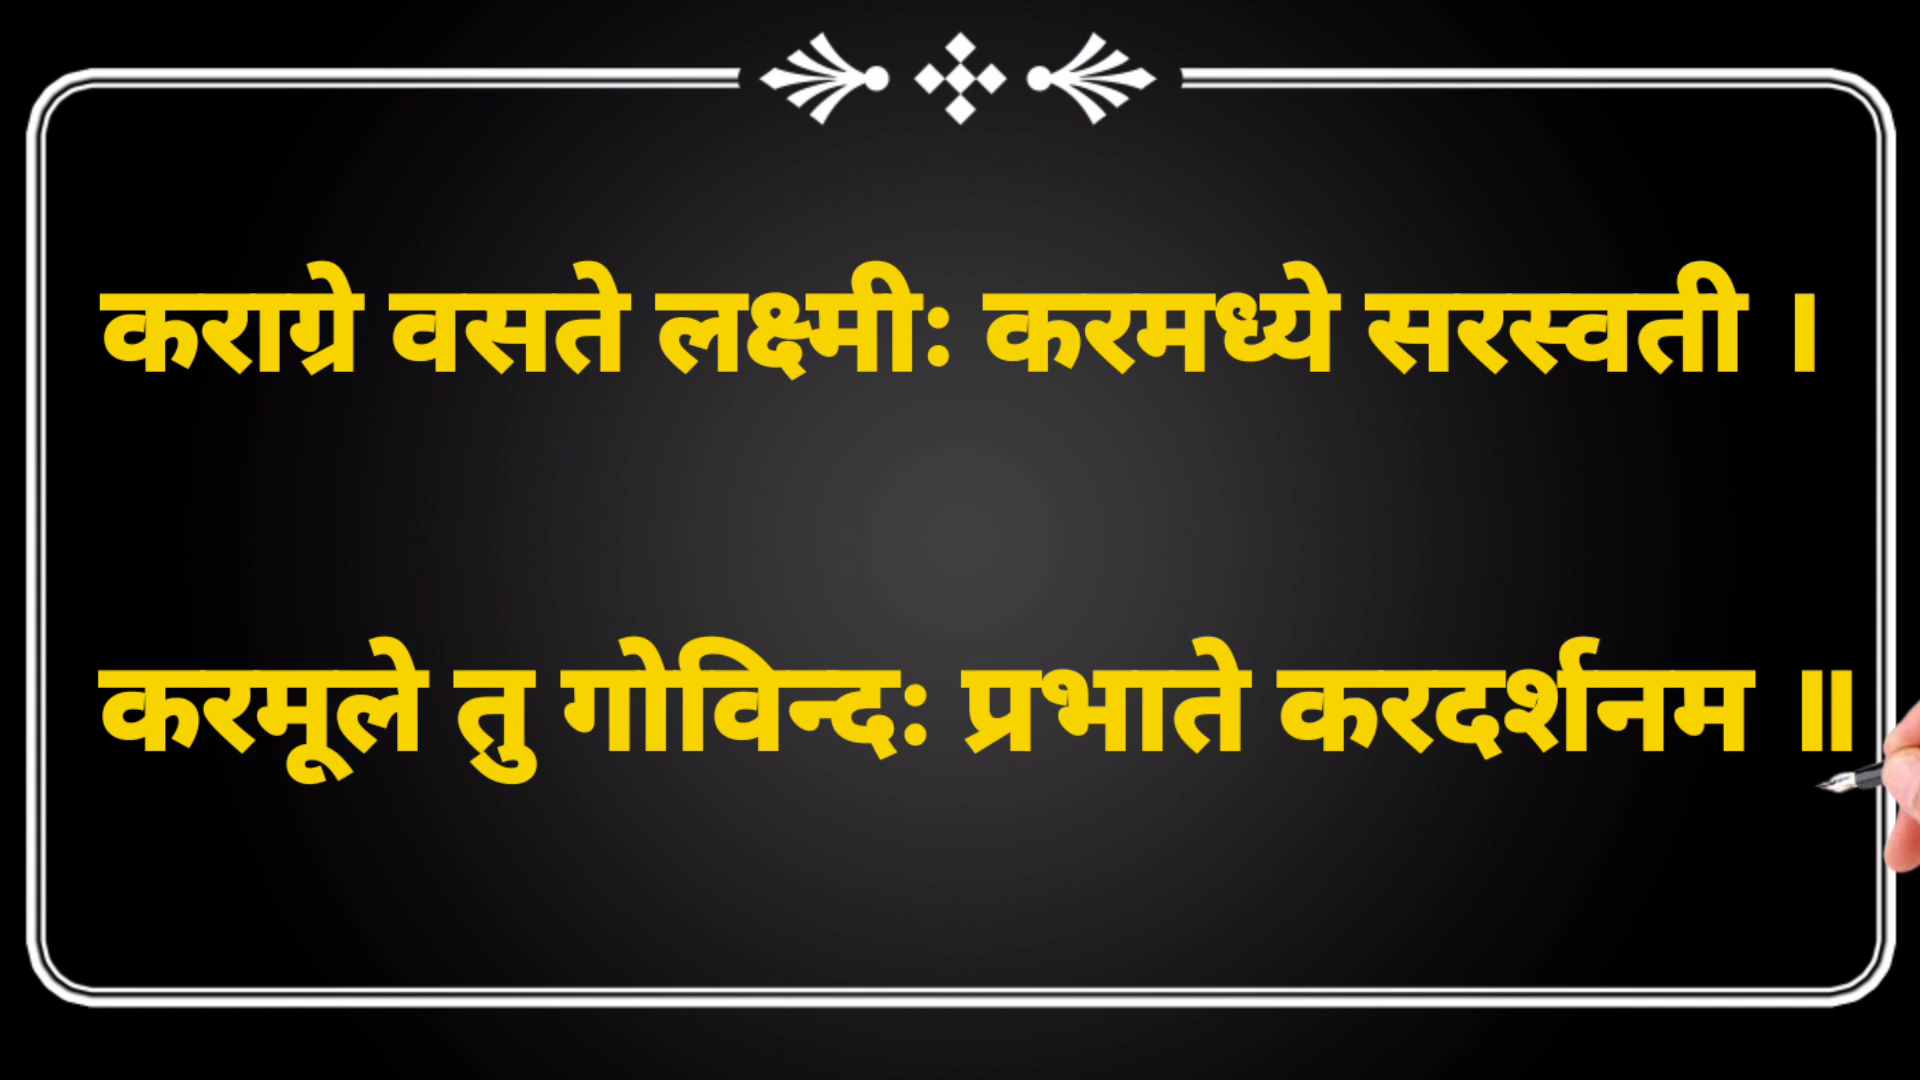 कराग्रे वसते लक्ष्मी: करमध्ये सरस्वती ।
करमूले तु गोविन्द: प्रभाते करदर्शनम ॥